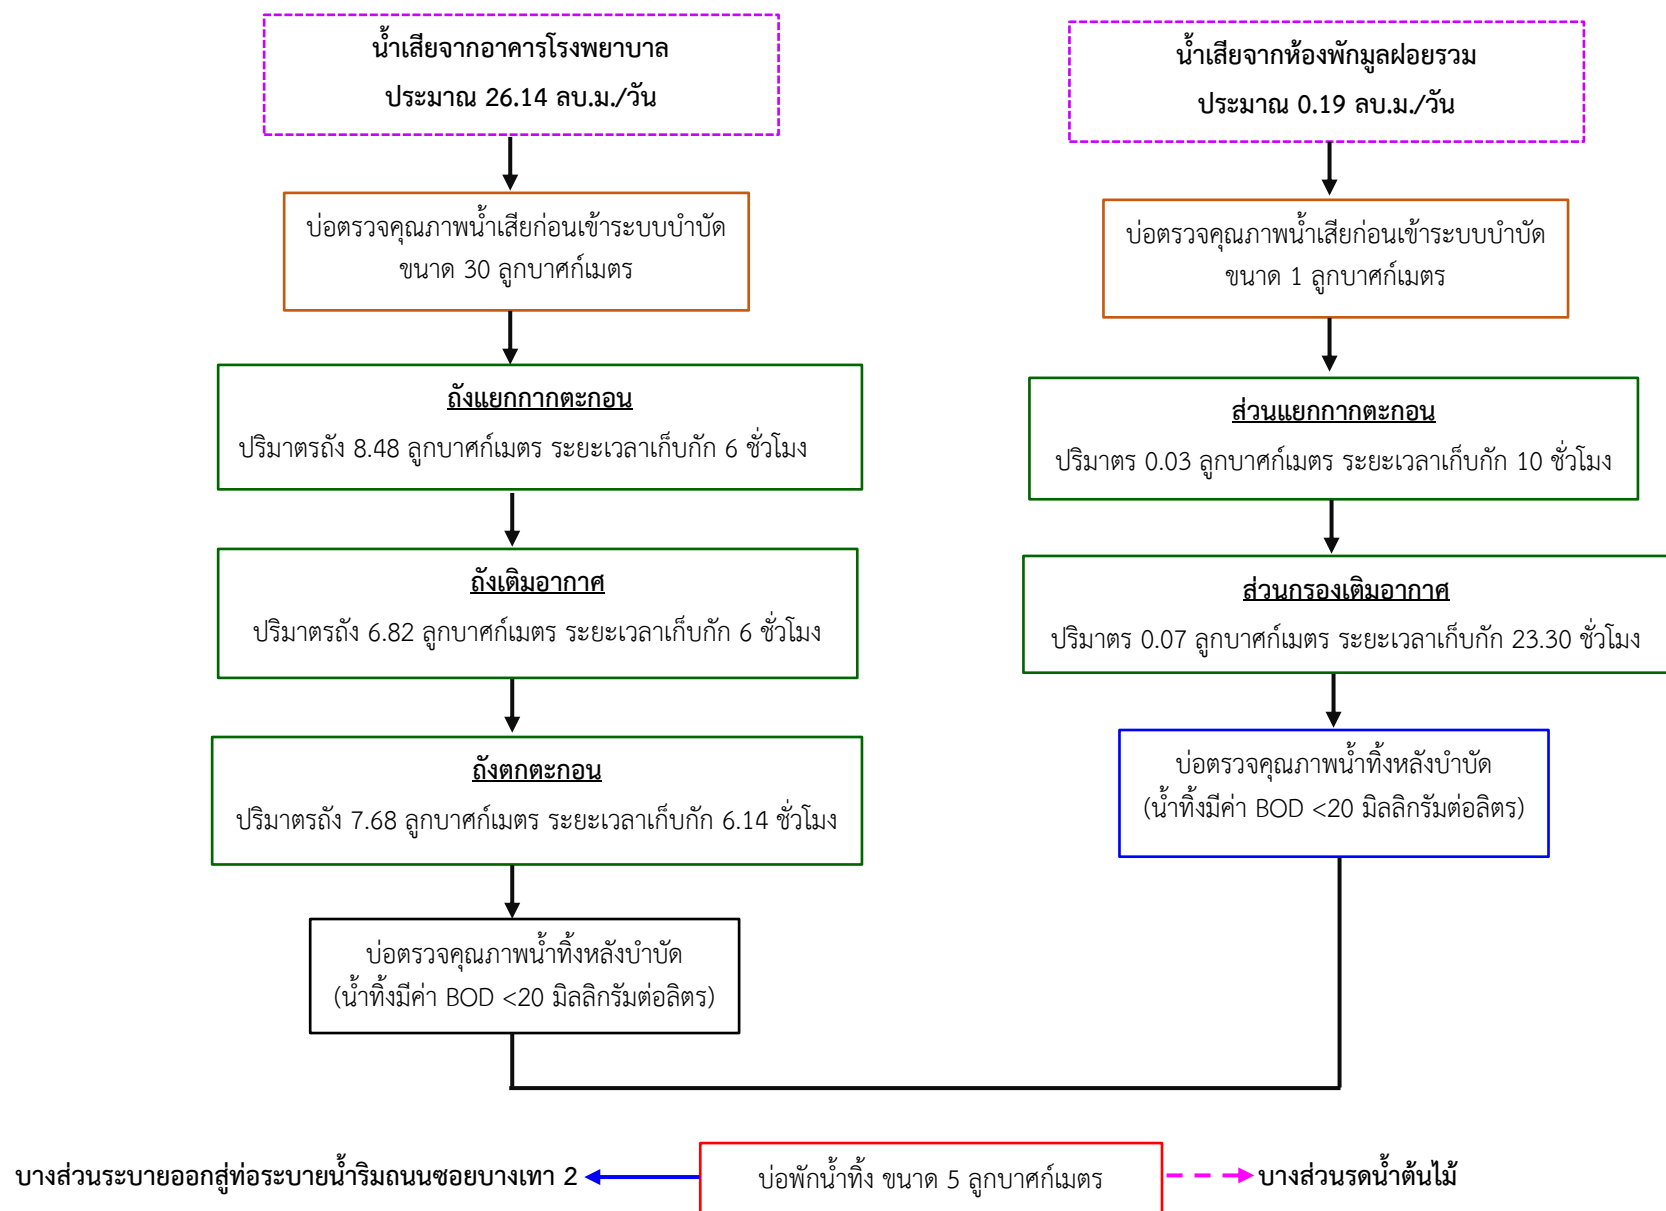 น้ำเสียจากอาคารโรงพยาบาล
ประมาณ 26.14 ลบ.ม./วัน
บ่อตรวจคุณภาพน้ำเสียก่อนเข้าระบบบำบัด
ขนาด 30 ลูกบาศก์เมตร
ถังแยกกากตะกอน
ปริมาตรถัง 8.48 ลูกบาศก์เมตร ระยะเวลาเก็บกัก 6 ชั่วโมง
ถังเติมอากาศ
ปริมาตรถัง 6.82 ลูกบาศก์เมตร ระยะเวลาเก็บกัก 6 ชั่วโมง
ถังตกตะกอน
ปริมาตรถัง 7.68 ลูกบาศก์เมตร ระยะเวลาเก็บกัก 6.14 ชั่วโมง
บ่อตรวจคุณภาพน้ำทิ้งหลังบำบัด
(น้ำทิ้งมีค่า BOD <20 มิลลิกรัมต่อลิตร)
น้ำเสียจากห้องพักมูลฝอยรวม
ประมาณ 0.19 ลบ.ม./วัน
บ่อตรวจคุณภาพน้ำเสียก่อนเข้าระบบบำบัด
ขนาด 1 ลูกบาศก์เมตร
ส่วนแยกกากตะกอน
ปริมาตร 0.03 ลูกบาศก์เมตร ระยะเวลาเก็บกัก 10 ชั่วโมง
ส่วนกรองเติมอากาศ
ปริมาตร 0.07 ลูกบาศก์เมตร ระยะเวลาเก็บกัก 23.30 ชั่วโมง
บ่อตรวจคุณภาพน้ำทิ้งหลังบำบัด
(น้ำทิ้งมีค่า BOD <20 มิลลิกรัมต่อลิตร)
บางส่วนระบายออกสู่ท่อระบายน้ำริมถนนซอยบางเทา 2
บ่อพักน้ำทิ้ง ขนาด 5 ลูกบาศก์เมตร
บางส่วนรดน้ำต้นไม้